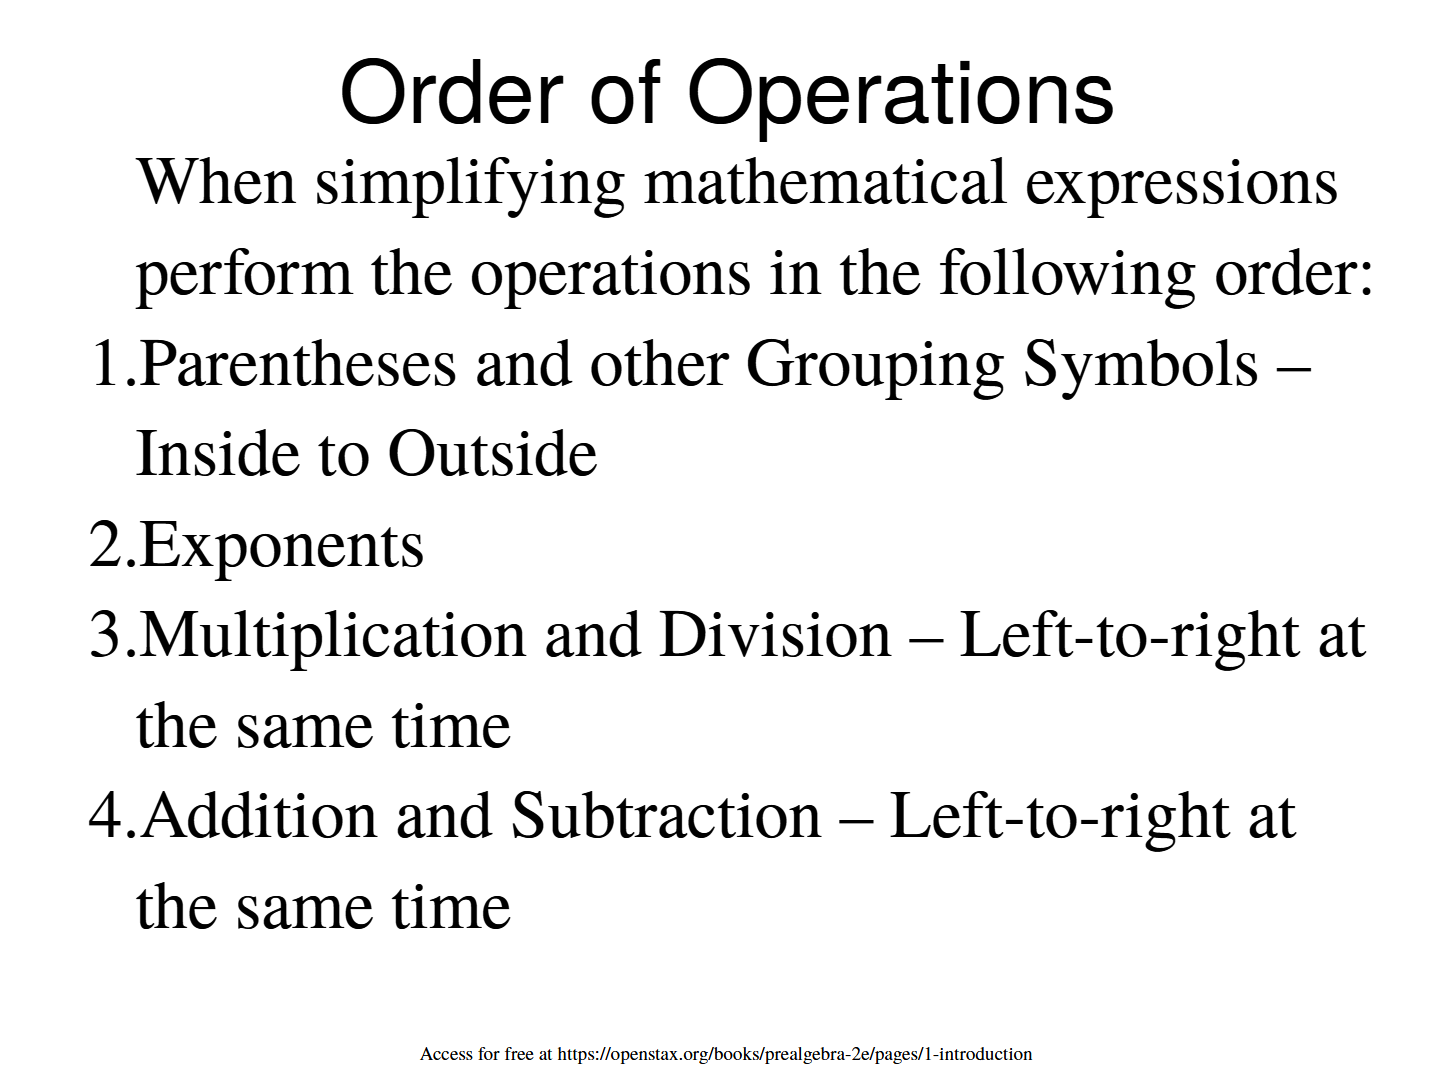 Order of Operations
When simplifying mathematical expressions
perform the operations in the following order:
1.Parentheses and other Grouping Symbols –
Inside to Outside
2.Exponents
3.Multiplication and Division – Left-to-right at
the same time
4.Addition and Subtraction – Left-to-right at
the same time
Access for free at https://openstax.org/books/prealgebra-2e/pages/1-introduction